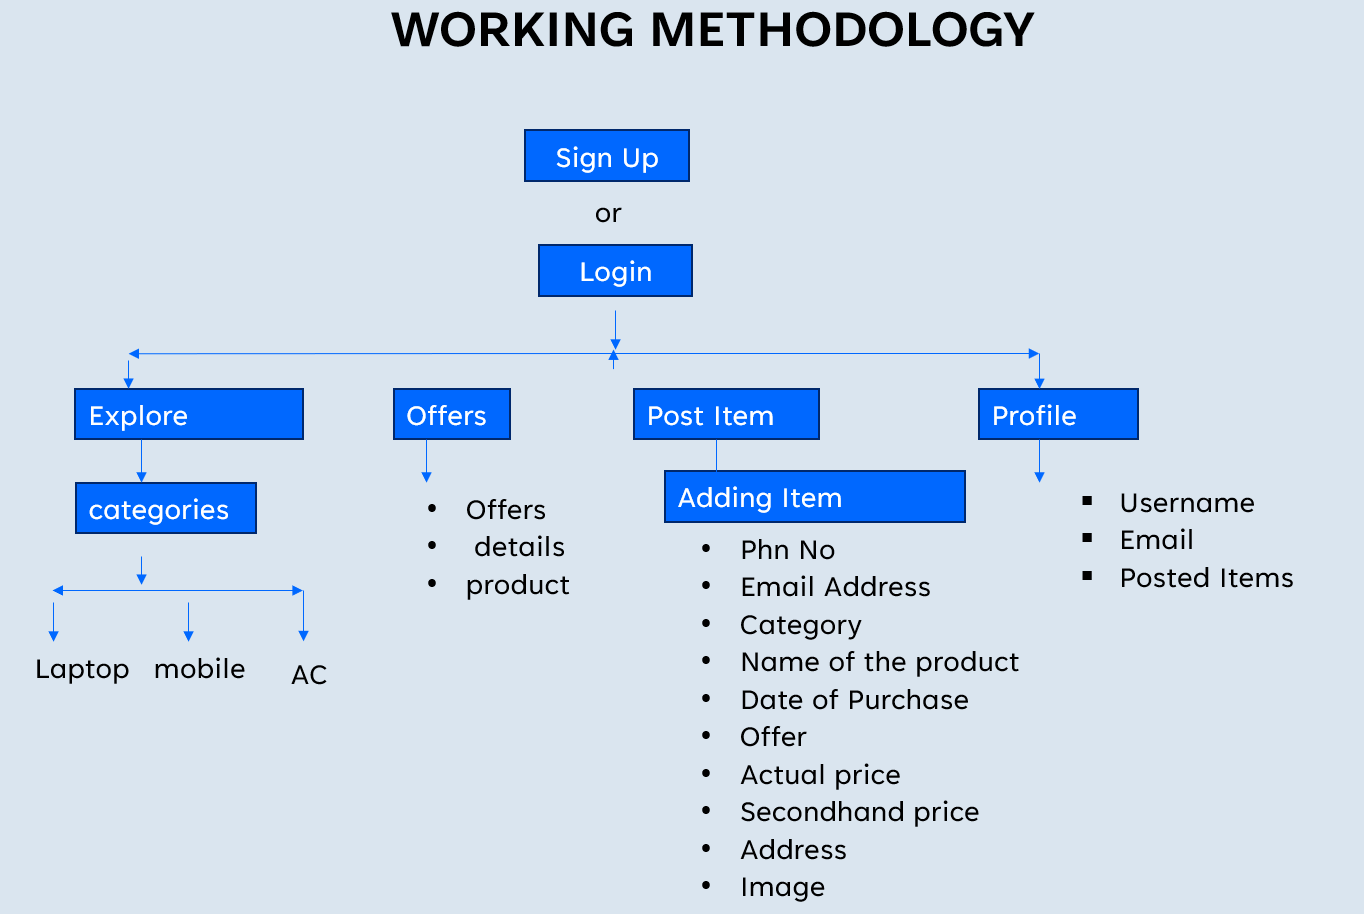 WORKING METHODOLOGY
Sign Up
or
Login
Explore
Offers
Post Item
Profile
categories
Laptop
mobile
AC
• Offers
• details
• product
Adding Item
• Phn No
• Email Address
• Category
• Name of the product
• Date of Purchase
• Offer
• Actual price
• Secondhand price
• Address
• Image
▪ Username
▪ Email
▪ Posted Items